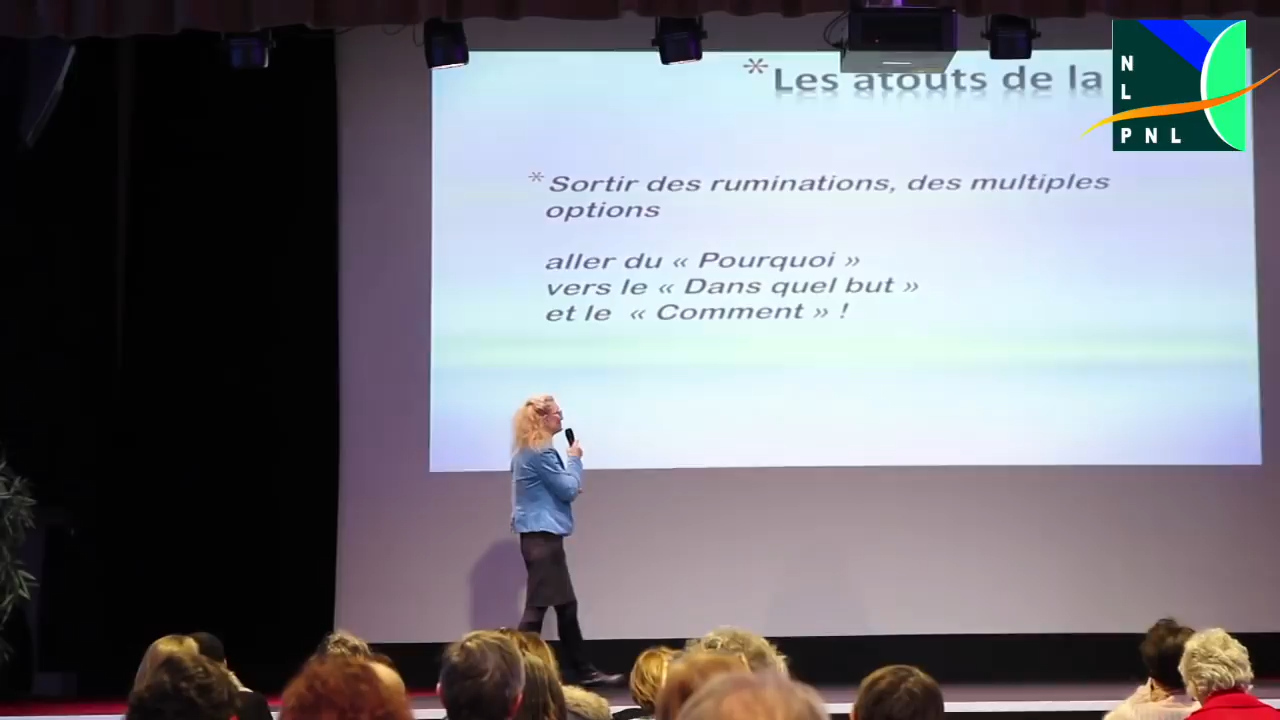 *Les atouts de la
*Sortir des ruminations, des multiples
options
aller du « Pourquoi »
vers le « Dans quel but »
et le « Comment » !
N
L
PNL